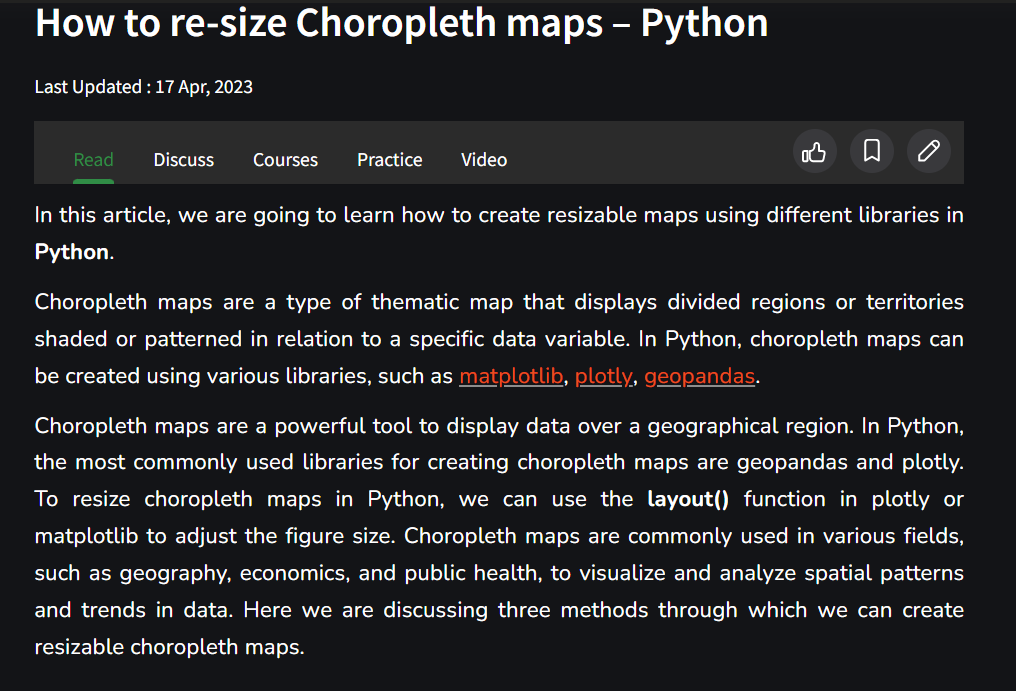 How to re-size Choropleth maps – Python
Last Updated : 17 Apr, 2023
Read Discuss Courses Practice Video
In this article, we are going to learn how to create resizable maps using different libraries in
Python.
Choropleth maps are a type of thematic map that displays divided regions or territories
shaded or patterned in relation to a specific data variable. In Python, choropleth maps can
be created using various libraries, such as matplotlib, plotly, geopandas.
Choropleth maps are a powerful tool to display data over a geographical region. In Python,
the most commonly used libraries for creating choropleth maps are geopandas and plotly.
To resize choropleth maps in Python, we can use the layout() function in plotly or
matplotlib to adjust the figure size. Choropleth maps are commonly used in various fields,
such as geography, economics, and public health, to visualize and analyze spatial patterns
and trends in data. Here we are discussing three methods through which we can create
resizable choropleth maps.